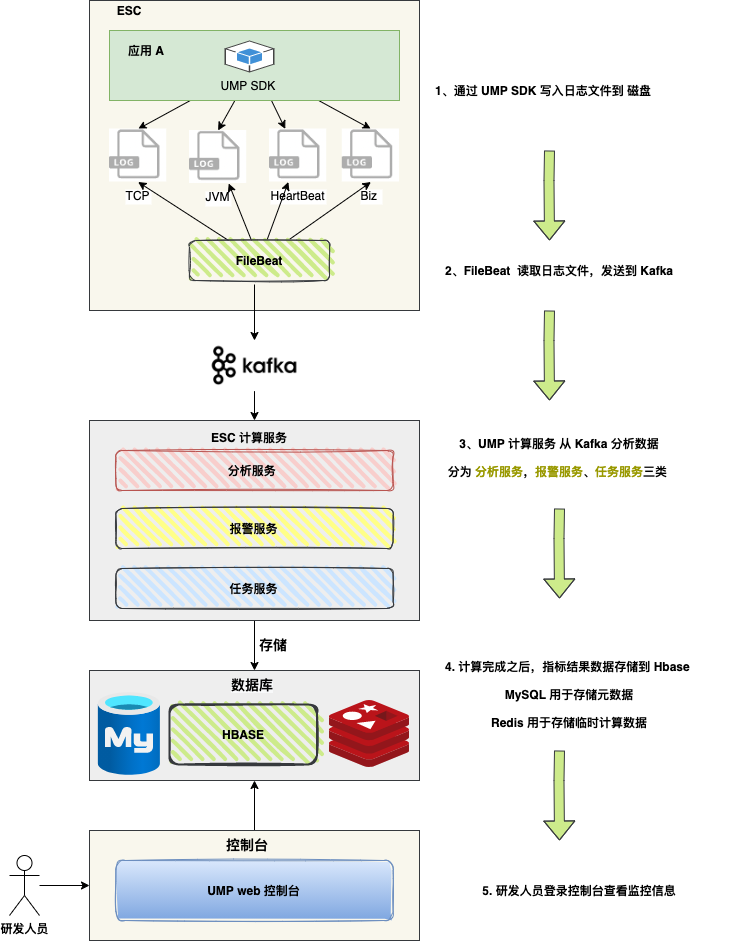 ESC
应用 A
UMP SDK
1、通过 UMP SDK 写入日志文件到 磁盘
LOG
LOG
LOG
LOG
TCP
JVM
HeartBeat
Biz
FileBeat
2、FileBeat 读取日志文件，发送到 Kafka
kafka
ESC 计算服务
分析服务
报警服务
任务服务
3、UMP 计算服务 从 Kafka 分析数据
分为 分析服务，报警服务、任务服务三类
存储
数据库
My
HBASE
4. 计算完成之后，指标结果数据存储到 Hbase
MySQL 用于存储元数据
Redis 用于存储临时计算数据
控制台
UMP web 控制台
研发人员
5. 研发人员登录控制台查看监控信息